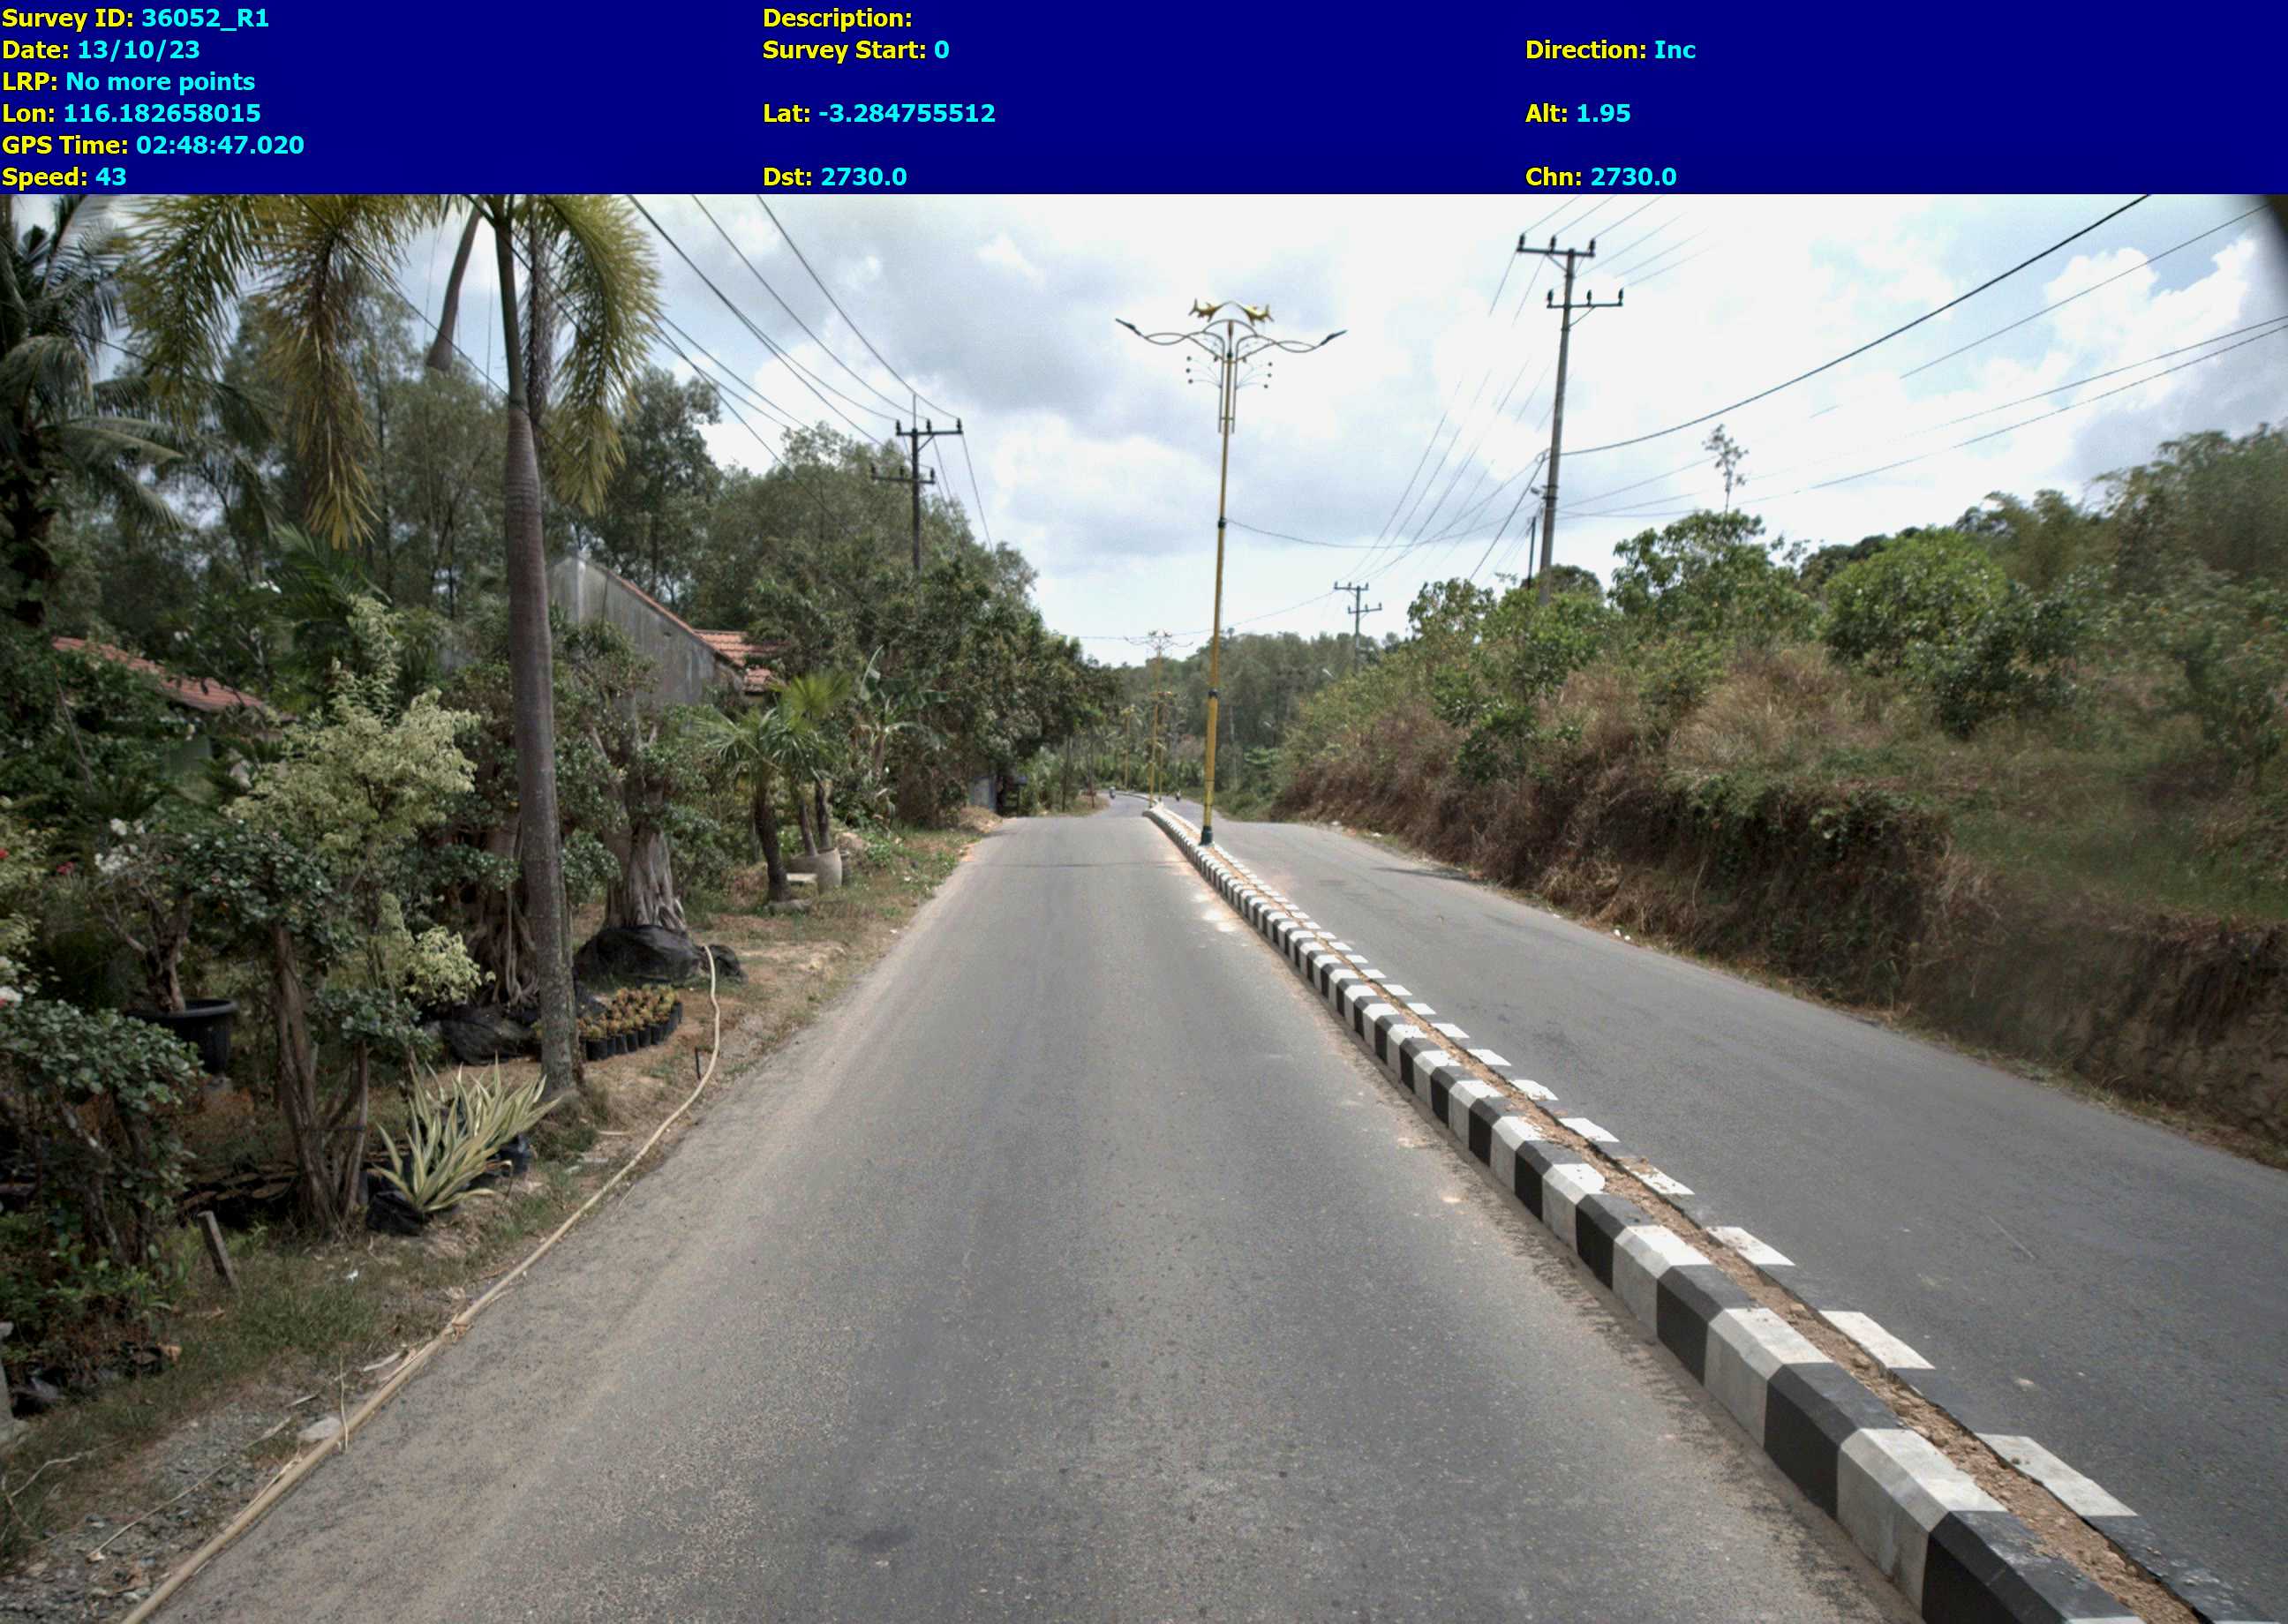 Survey ID: 36052_R1 Description:
Date: 13/10/23 Survey Start: 0 Direction: Inc
LRP: No more points
Lon: 116.182658015 Lat: -3.284755512 Alt: 1.95
GPS Time: 02:48:47.020
Speed: 43 Dst: 2730.0 Chn: 2730.0